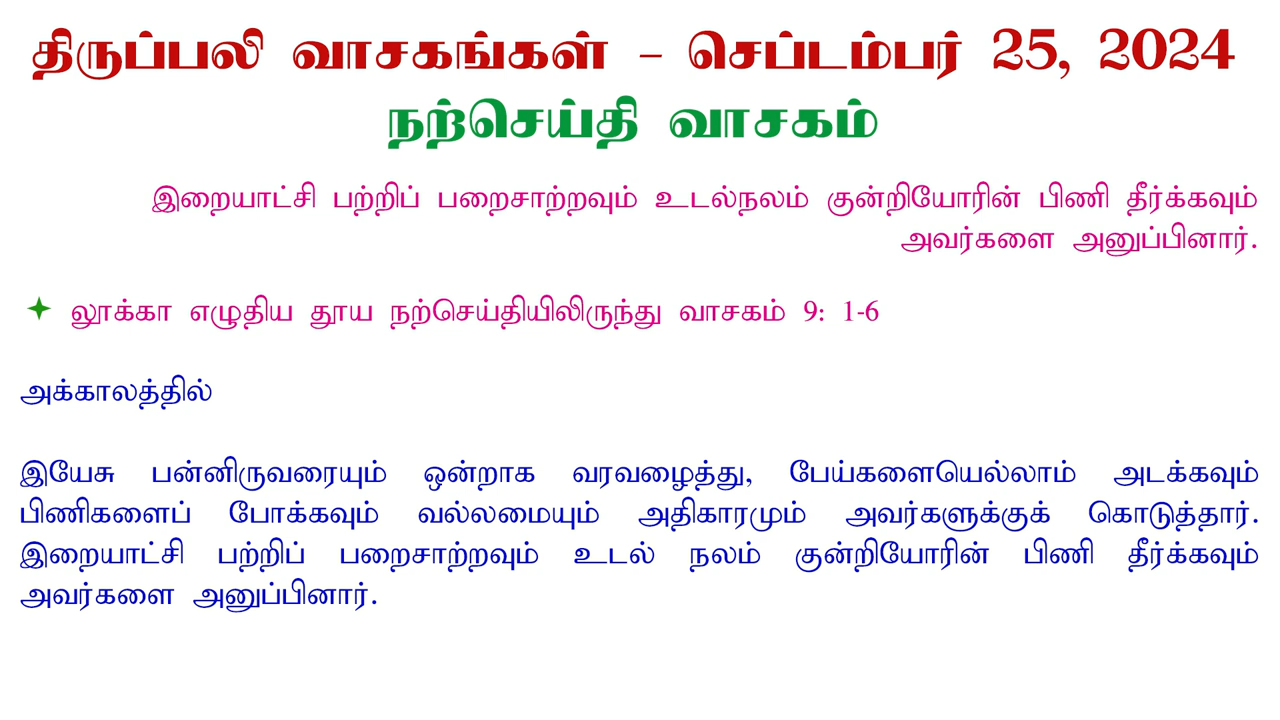 திருப்பலி வாசகங்கள் – செப்டம்பர் 25, 2024
நற்செய்தி வாசகம்
இறையாட்சி பற்றிப் பறைசாற்றவும் உடல்நலம் குன்றியோரின் பிணி தீர்க்கவும்
அவர்களை அனுப்பினார்.
✦ லூக்கா எழுதிய தூய நற்செய்தியிலிருந்து வாசகம் 9: 1-6
அக்காலத்தில்
இயேசு பன்னிருவரையும் ஒன்றாக வரவழைத்து, பேய்களையெல்லாம் அடக்கவும்
பிணிகளைப் போக்கவும் வல்லமையும் அதிகாரமும் அவர்களுக்குக் கொடுத்தார்.
இறையாட்சி பற்றிப் பறைசாற்றவும் உடல் நலம் குன்றியோரின் பிணி தீர்க்கவும்
அவர்களை அனுப்பினார்.